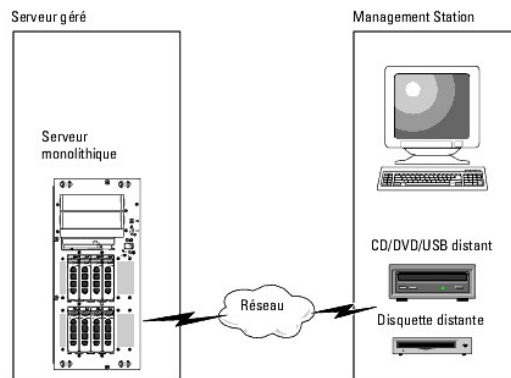 Serveur géré
Management Station
Serveur
monolithique
CD/DVD/USB distant
Réseau
Disquette distante